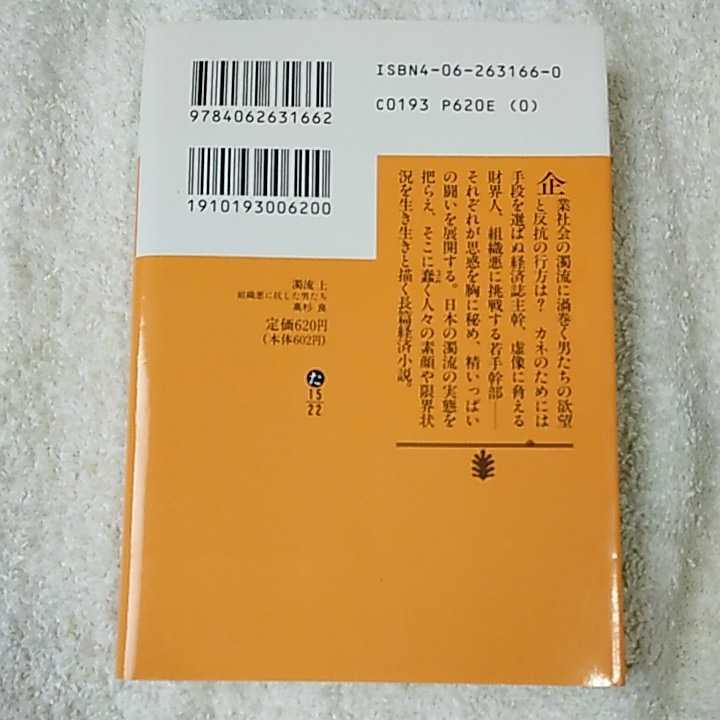 ISBN4-06-263166-0
C0193 P620E (0)
9784062631662
1910193006200
企業社会の濁流に渦巻く男たちの欲望
と反抗の行方は? カネのためには
手段を選ばぬ経済誌主幹、虚像に脅える
財界人、組織悪に挑戦する若手幹部——
それぞれが思惑を胸に秘め、精いっぱい
の闘いを展開する。日本の濁流の実態を
把らえ、そこに蠢く人々の素顔や限界状
況を生き生きと描く長篇経済小説。
濁流 上
組織悪に抗した男たち
高杉 良
定価620円
(本体602円)
た
15
22